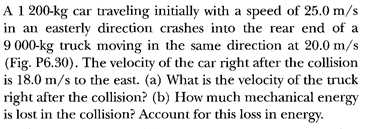 A 1 200-kg car traveling initially with a speed of 25.0 m/s
in an easterly direction crashes into the rear end of a
9 000-kg truck moving in the same direction at 20.0 m/s
(Fig. P6.30). The velocity of the car right after the collision
is 18.0 m/s to the east. (a) What is the velocity of the truck
right after the collision? (b) How much mechanical energy
is lost in the collision? Account for this loss in energy.